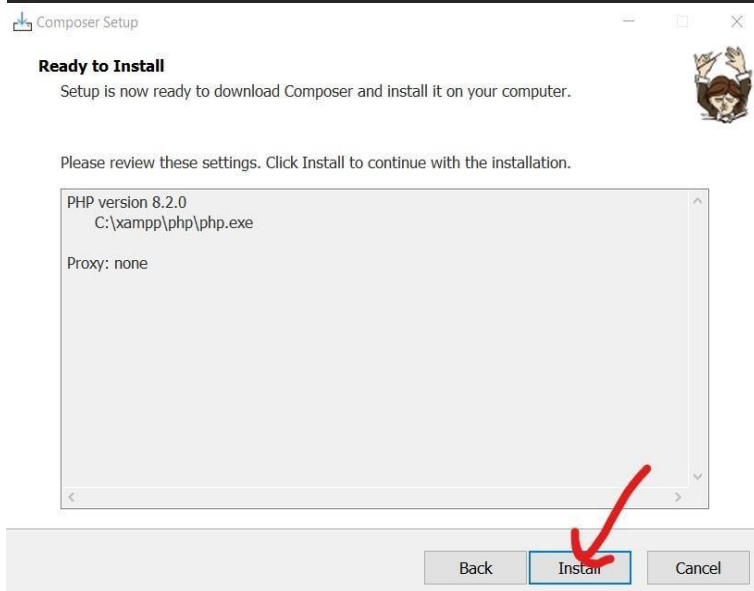 Composer Setup
Ready to Install
Setup is now ready to download Composer and install it on your computer.
Please review these settings. Click Install to continue with the installation.
PHP version 8.2.0
C:\xampp\php\php.exe
Proxy: none
Back Install Cancel